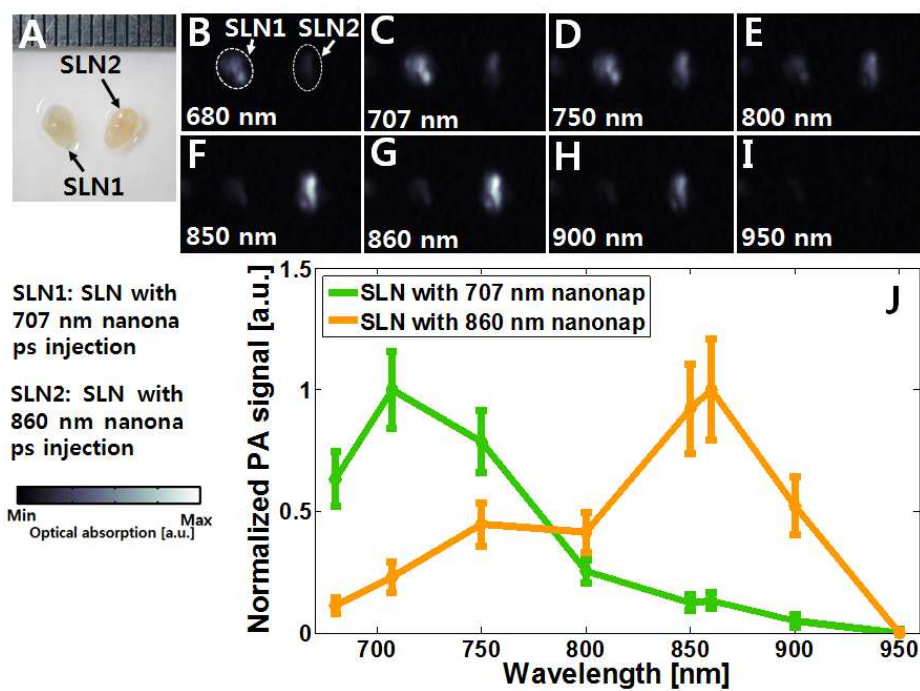 A
SLN2
SLN1
B
SLN1
SLN2
680 nm
C
707 nm
D
750 nm
E
800 nm
F
850 nm
G
860 nm
H
900 nm
I
950 nm
SLN1: SLN with
707 nm nanona
ps injection
SLN2: SLN with
860 nm nanona
ps injection
Min
Max
Optical absorption [a.u.]
J
SLN with 707 nm nanonap
SLN with 860 nm nanonap
Normalized PA signal [a.u.]
1.5
1
0.5
0
700
750
800
850
900
950
Wavelength [nm]